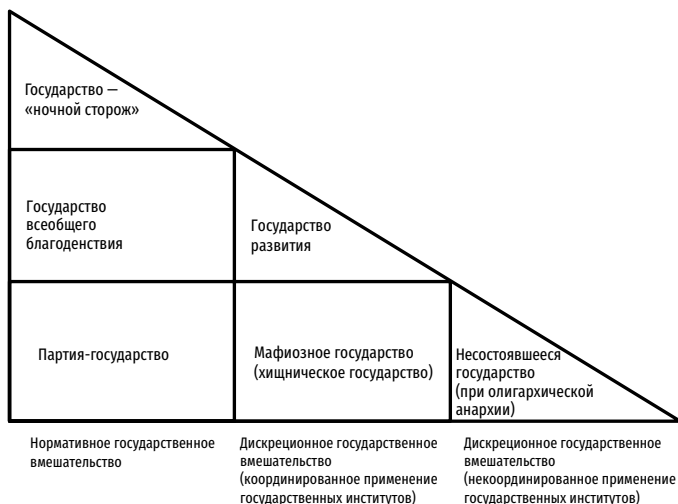 Государство —
«ночной сторож»
Государство
всеобщего
благоденствия
Государство
развития
Партия-государство
Мафиозное государство
(хищническое государство)
Несостоявшееся
государство
(при олигархической
анархии)
Нормативное государственное
вмешательство
Дискреционное государственное
вмешательство
(координированное применение
государственных институтов)
Дискреционное государственное
вмешательство
(некоординированное применение
государственных институтов)